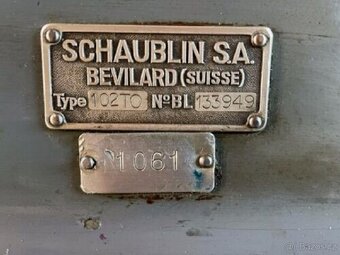 SCHAUBLIN S.A.
BEVILARD (SUISSE)
Type 102TO No BL 133949
1061